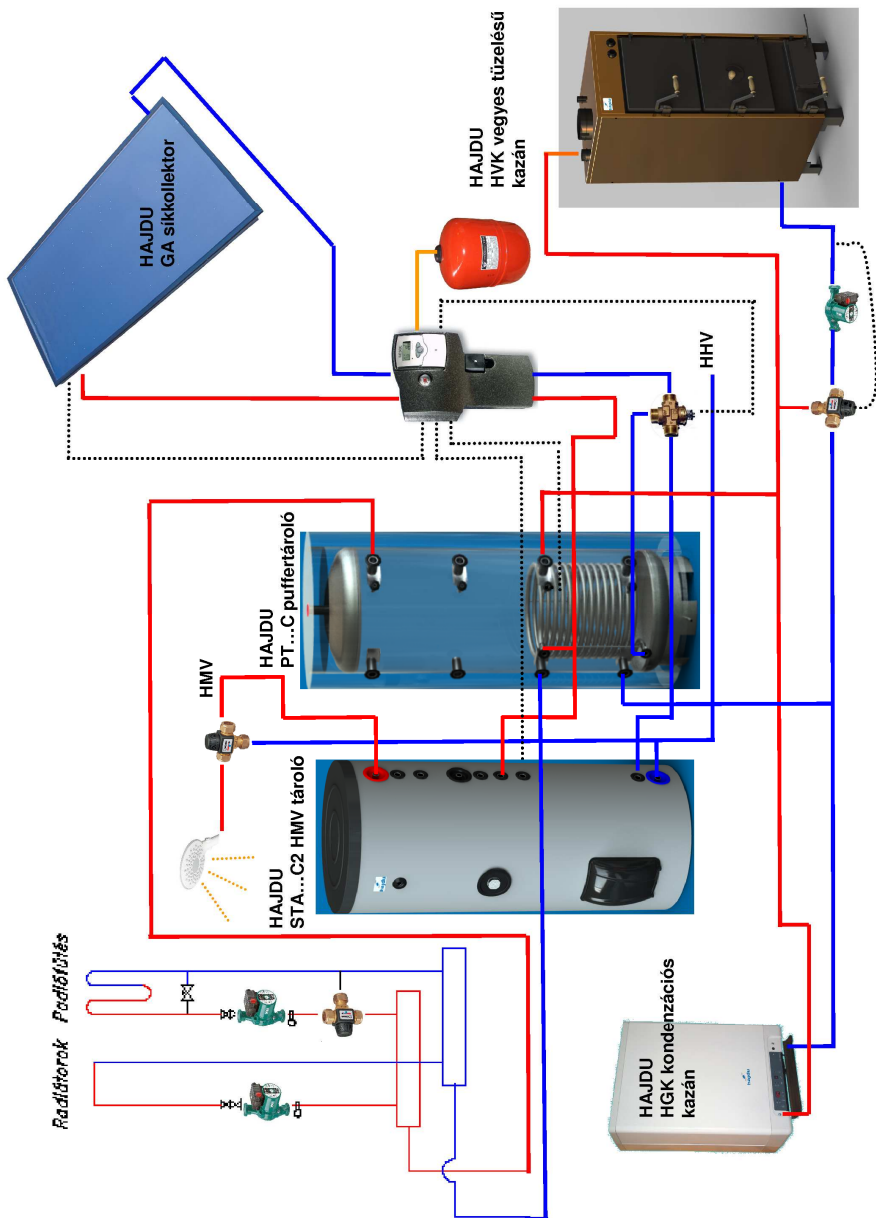 HAJDU
GA síkkollektor
HAJDU
HVK vegyes tüzelésű
kazán
HHV
HAJDU
PT...C puffertároló
HMV
HAJDU
STA...C2 HMV tároló
Radiátorok
Padlófűtés
HAJDU
HGK kondenzációs
kazán